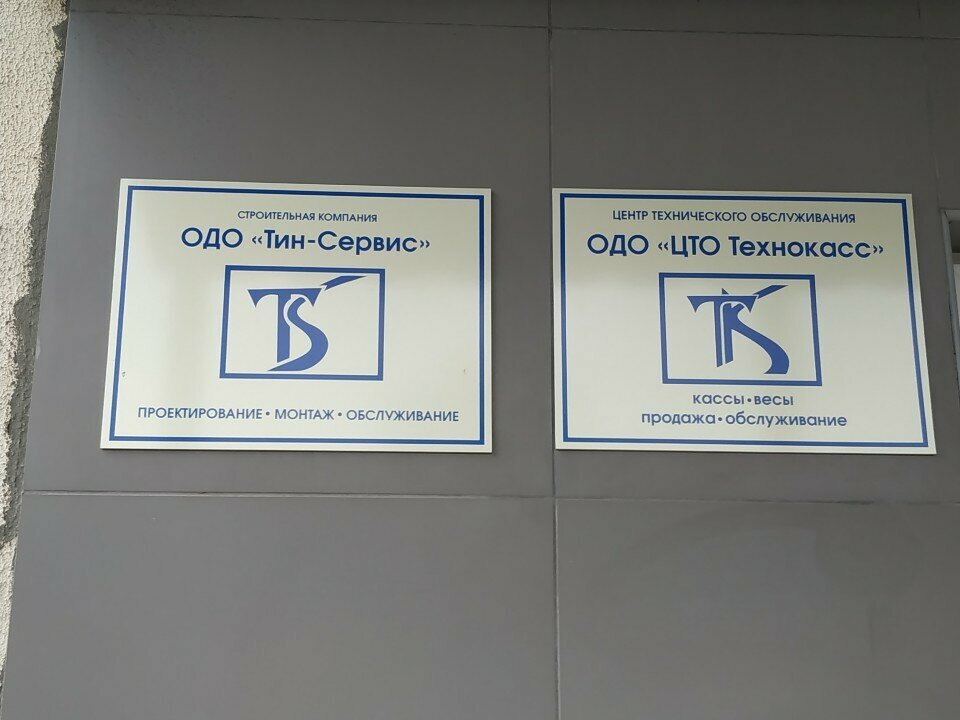 СТРОИТЕЛЬНАЯ КОМПАНИЯ
ОДО «Тин-Сервис»
TS
ПРОЕКТИРОВАНИЕ • МОНТАЖ • ОБСЛУЖИВАНИЕ
ЦЕНТР ТЕХНИЧЕСКОГО ОБСЛУЖИВАНИЯ
ОДО «ЦТО Технокасс»
TK
кассы • весы
продажа • обслуживание